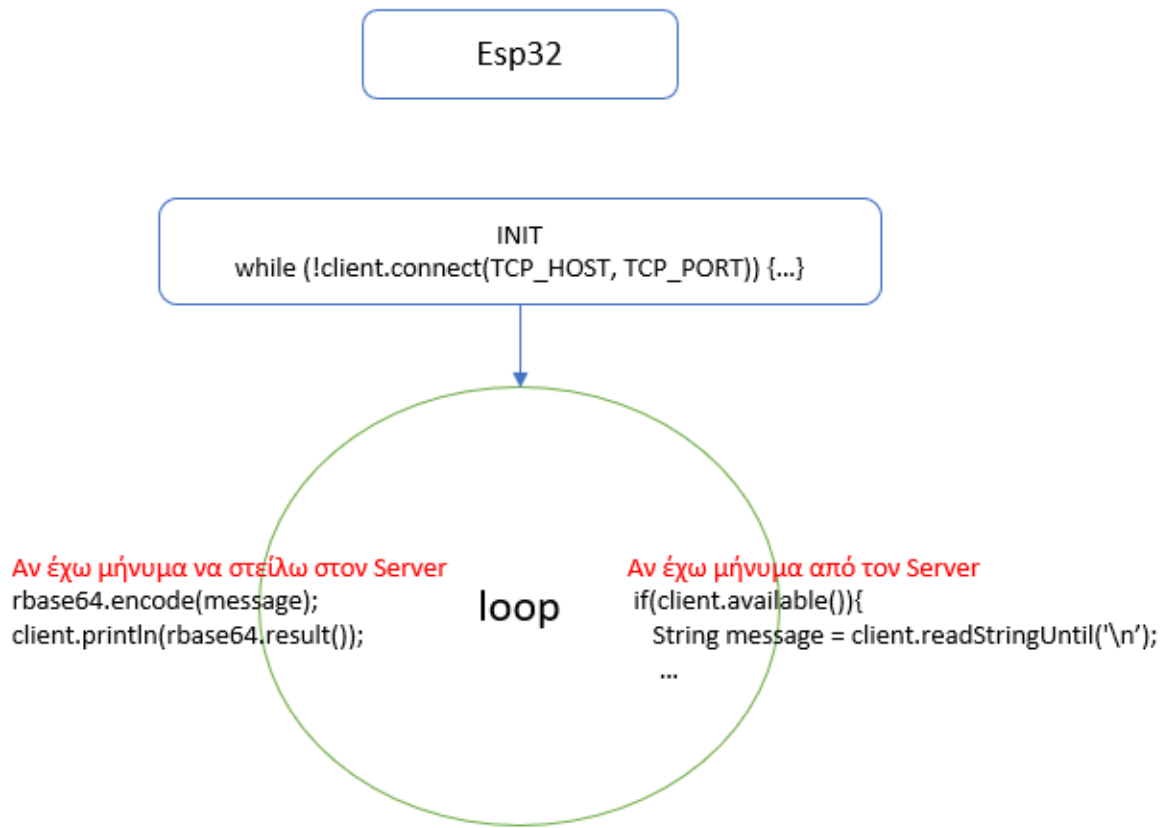 Esp32
INIT
while (!client.connect(TCP_HOST, TCP_PORT)) {…}
Αν έχω μήνυμα να στείλω στον Server
rbase64.encode(message);
client.println(rbase64.result());
loop
Αν έχω μήνυμα από τον Server
if(client.available()){
String message = client.readStringUntil('\n’);
…